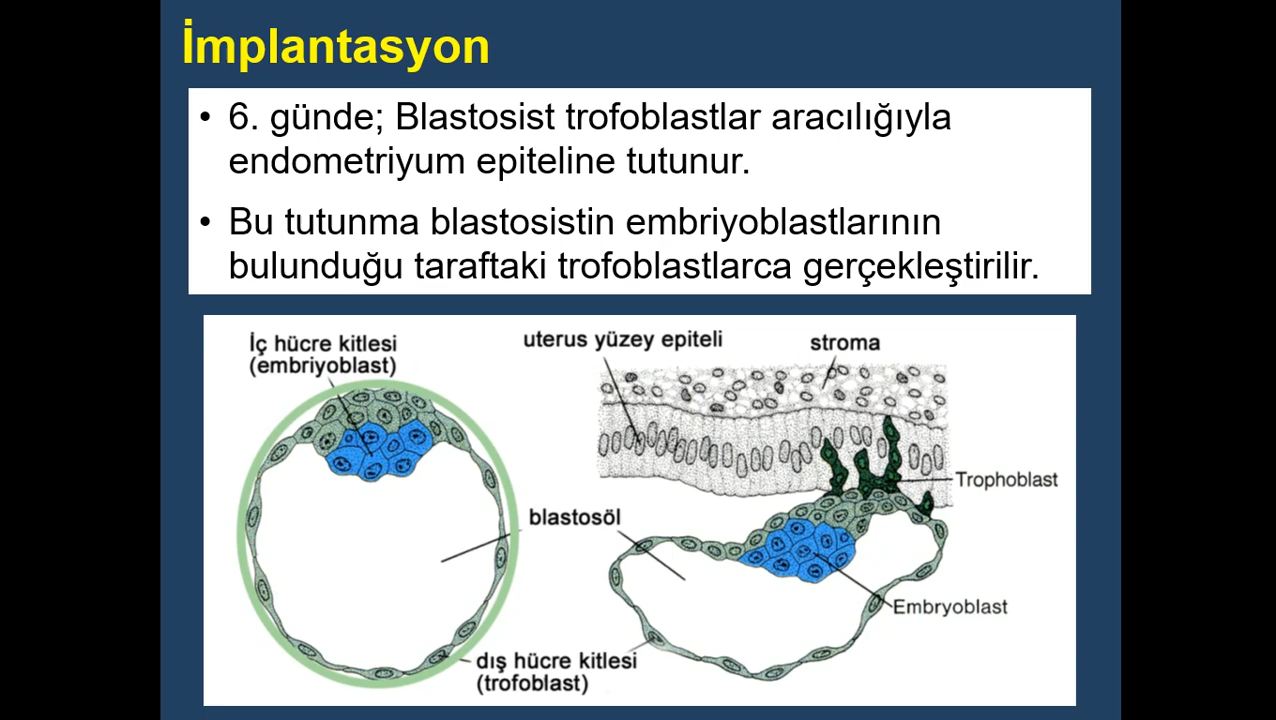 İmplantasyon
• 6. günde; Blastosist trofoblastlar aracılığıyla
endometriyum epiteline tutunur.
• Bu tutunma blastosistin embriyoblastlarının
bulunduğu taraftaki trofoblastlarca gerçekleştirilir.
İç hücre kitlesi
(embriyoblast)
uterus yüzey epiteli
stroma
Trophoblast
blastosöl
Embryoblast
dış hücre kitlesi
(trofoblast)